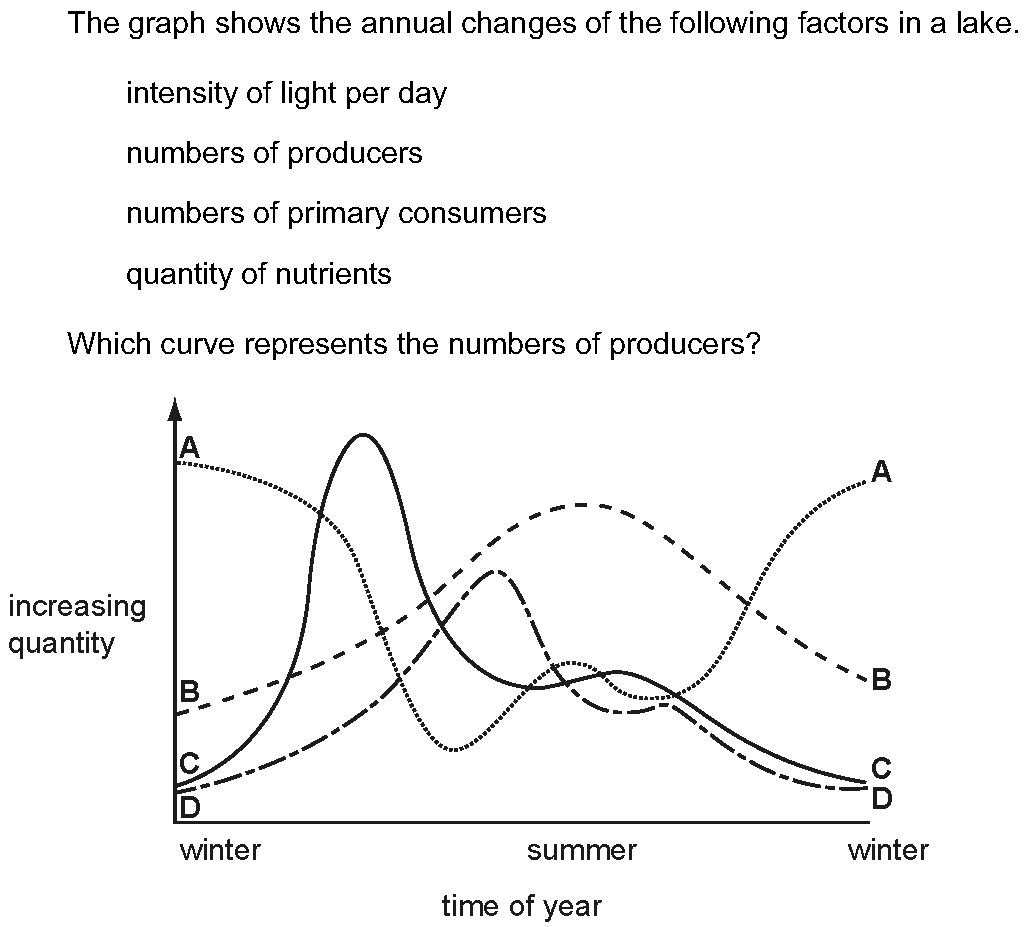 The graph shows the annual changes of the following factors in a lake.
intensity of light per day
numbers of producers
numbers of primary consumers
quantity of nutrients
Which curve represents the numbers of producers?
A
A
increasing
quantity
B
B
C
C
D
D
winter
summer
winter
time of year